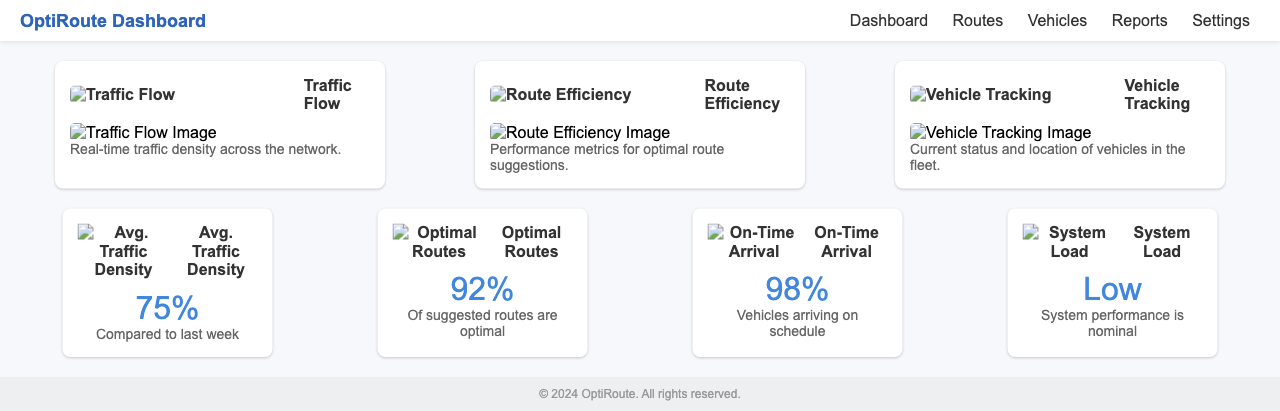 OptiRoute Dashboard
Dashboard Routes Vehicles Reports Settings
Traffic Flow
Traffic
Flow
Traffic Flow Image
Real-time traffic density across the network.
Route Efficiency
Route
Efficiency
Route Efficiency Image
Performance metrics for optimal route
suggestions.
Vehicle Tracking
Vehicle
Tracking
Vehicle Tracking Image
Current status and location of vehicles in the
fleet.
Avg.
Traffic
Density
Avg.
Traffic
Density
75%
Compared to last week
Optimal
Routes
Optimal
Routes
92%
Of suggested routes are
optimal
On-Time
Arrival
On-Time
Arrival
98%
Vehicles arriving on
schedule
System
Load
System
Load
Low
System performance is
nominal
© 2024 OptiRoute. All rights reserved.